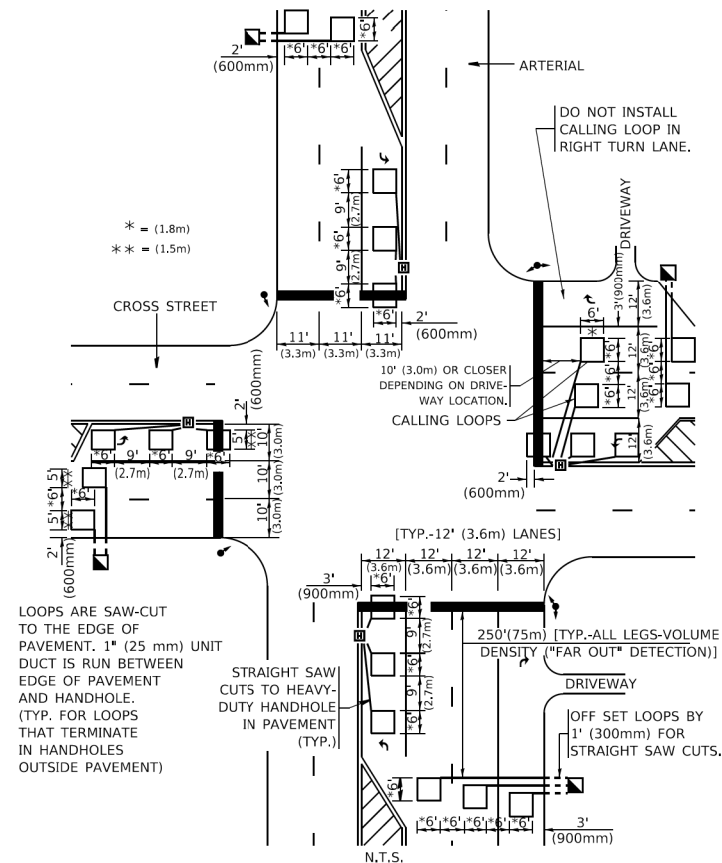 *6'
*6' *6' *6'
2'
(600mm)
ARTERIAL
DO NOT INSTALL
CALLING LOOP IN
RIGHT TURN LANE.
* = (1.8m)
** = (1.5m)
*6'
9'
(2.7m)
*6'
9'
(2.7m)
*6'
H
*6'
2'
(600mm)
11' 11' 11'
(3.3m) (3.3m) (3.3m)
DRIVEWAY
3'(900mm)
12'
(3.6m)
6'
*
CROSS STREET
10' (3.0m) OR CLOSER
DEPENDING ON DRIVE-
WAY LOCATION.
CALLING LOOPS
*6'
*6'
*6'
12'
(3.6m)
12'
(3.6m)
*6'
*6'
*6'
12'
(3.6m)
H
2'
(600mm)
2'
(600mm)
H
5'
**
10'
(3.0m)
10'
(3.0m)
10'
(3.0m)
*6' 9' *6' 9' *6'
(2.7m) (2.7m)
5'
**
*6'
*6'
5'
**
2'
(600mm)
[TYP.-12' (3.6m) LANES]
12' 12' 12' 12'
(3.6m) (3.6m) (3.6m) (3.6m)
3'
(900mm)
*6'
*6'
9'
(2.7m)
*6'
9'
(2.7m)
*6'
H
LOOPS ARE SAW-CUT
TO THE EDGE OF
PAVEMENT. 1" (25 mm) UNIT
DUCT IS RUN BETWEEN
EDGE OF PAVEMENT
AND HANDHOLE.
(TYP. FOR LOOPS
THAT TERMINATE
IN HANDHOLES
OUTSIDE PAVEMENT)
STRAIGHT SAW
CUTS TO HEAVY-
DUTY HANDHOLE
IN PAVEMENT
(TYP.)
250'(75m) [TYP.-ALL LEGS-VOLUME
DENSITY ("FAR OUT" DETECTION)]
DRIVEWAY
OFF SET LOOPS BY
1' (300mm) FOR
STRAIGHT SAW CUTS.
*6'
*6' *6' *6' *6' *6'
3'
(900mm)
N.T.S.